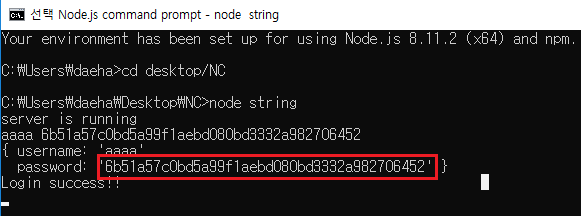 선택 Node.js command prompt - node  string
Your environment has been set up for using Node.js 8.11.2 (x64) and npm.
C:\Users\daeha>cd desktop/NC
C:\Users\daeha\Desktop\NC>node string
server is running
aaaa 6b51a57c0bd5a99f1aebd080bd3332a982706452
{ username: 'aaaa'
password: '6b51a57c0bd5a99f1aebd080bd3332a982706452' }
Login success!!